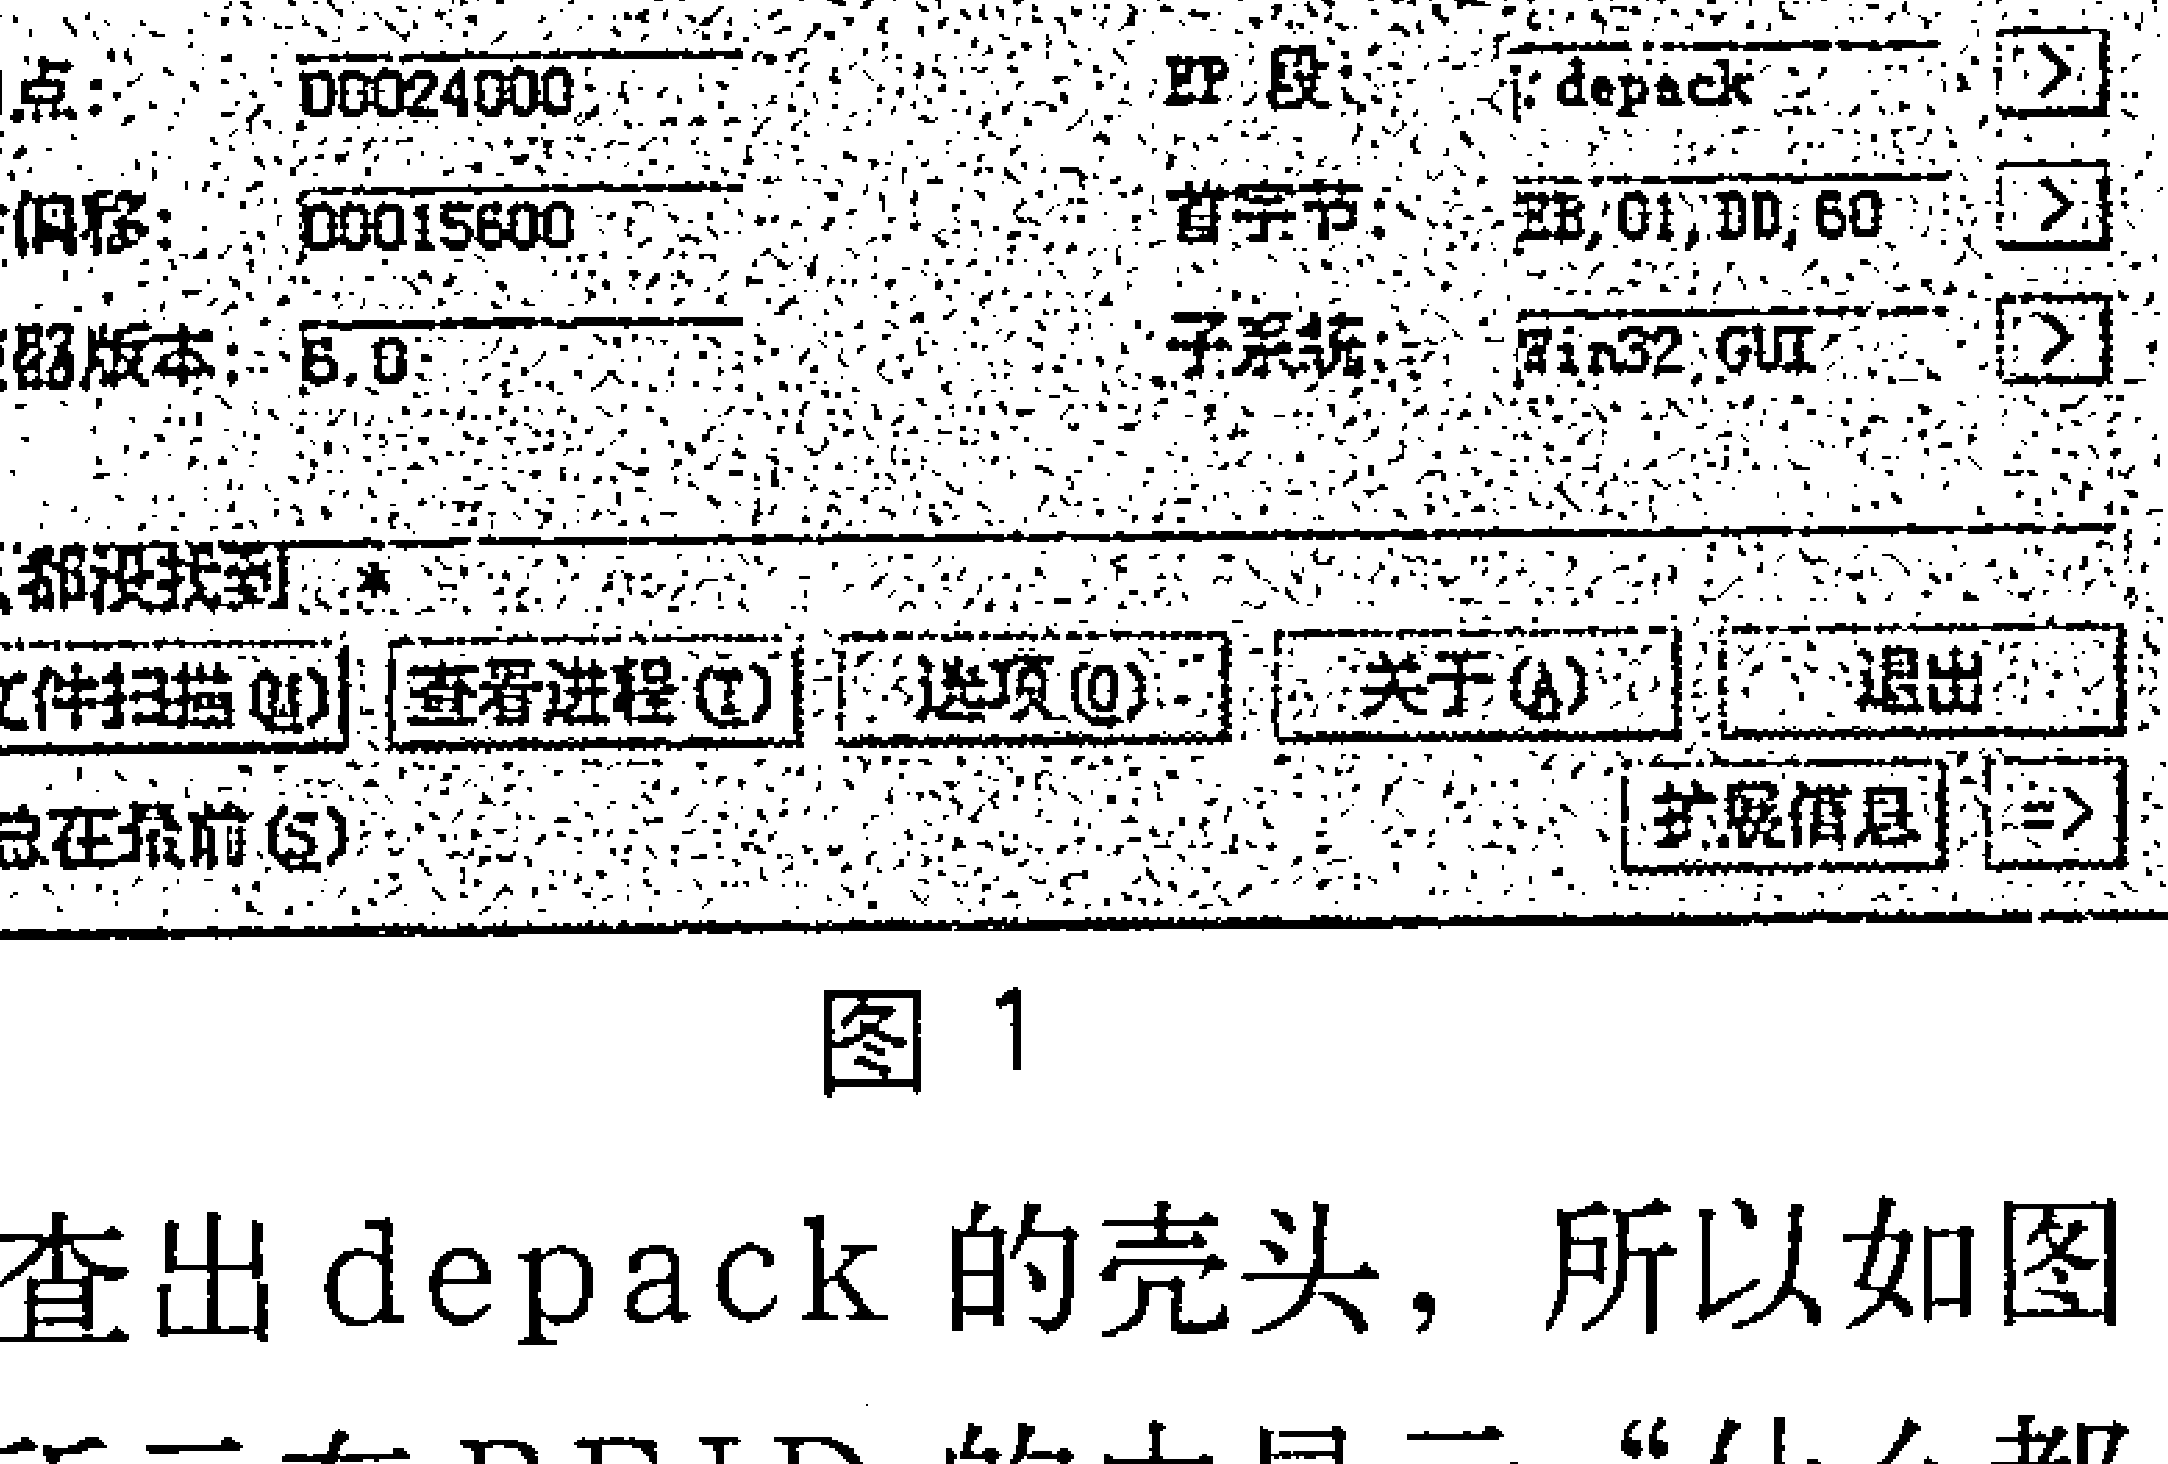 点: 00024000 EP 段: . depack >
偏移: 00015600 首字节: EB,01,DD,60 >
版本: 6.0 子系统: Win32 GUI >
都没找到 *
文件扫描(M) 查看进程(T) 选项(O) 关于(A) 退出
总在最前(S) 扩展信息 =>
图 1
查出 depack 的壳头，所以如图